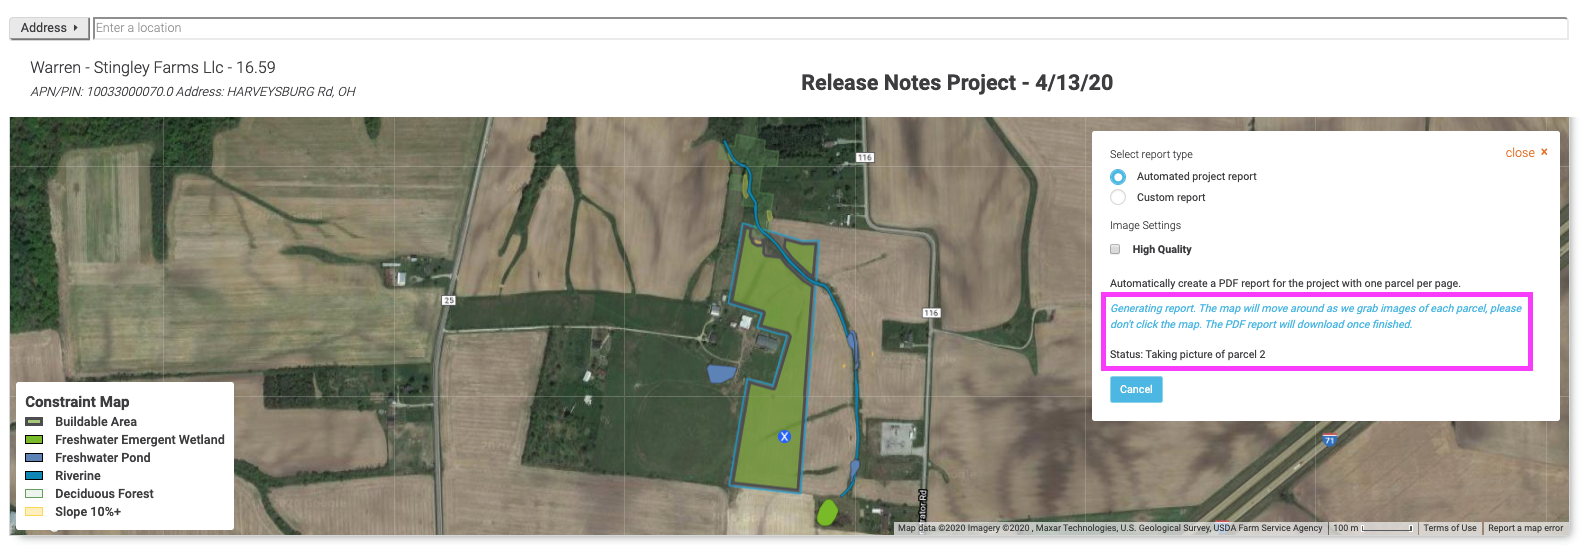 Address
Enter a location
Warren - Stingley Farms Llc - 16.59
APN/PIN: 10033000070.0 Address: HARVEYSBURG Rd, OH
Release Notes Project - 4/13/20
116
Select report type
close ×
Automated project report
Custom report
Image Settings
High Quality
Automatically create a PDF report for the project with one parcel per page.
25
116
Generating report. The map will move around as we grab images of each parcel, please
don't click the map. The PDF report will download once finished.
Status: Taking picture of parcel 2
Cancel
Constraint Map
Buildable Area
Freshwater Emergent Wetland
Freshwater Pond
Riverine
Deciduous Forest
Slope 10%+
X
71
Map data ©2020 Imagery ©2020 , Maxar Technologies, U.S. Geological Survey, USDA Farm Service Agency
100 m
Terms of Use
Report a map error